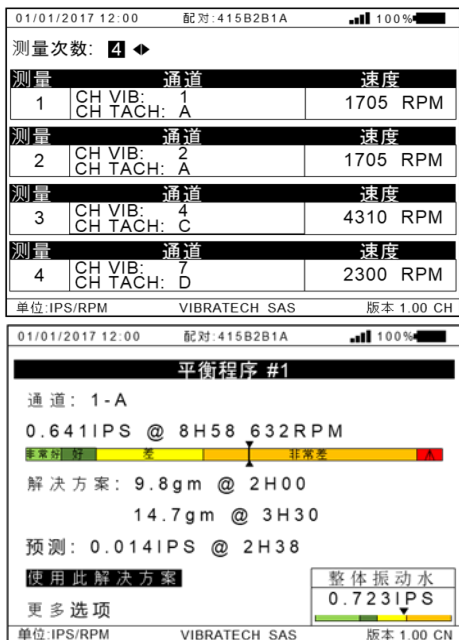 01/01/2017 12:00 配对:415B2B1A 100%
测量次数: 4
测量 通道 速度
1 CH VIB: 1 1705 RPM
CH TACH: A
测量 通道 速度
2 CH VIB: 2 1705 RPM
CH TACH: A
测量 通道 速度
3 CH VIB: 4 4310 RPM
CH TACH: C
测量 通道 速度
4 CH VIB: 7 2300 RPM
CH TACH: D
单位:IPS/RPM VIBRATECH SAS 版本 1.00 CH
01/01/2017 12:00 配对:415B2B1A 100%
平衡程序 #1
通道: 1-A
0.641IPS @ 8H58 632RPM
非常好 好 差 非常差 A
解决方案: 9.8gm @ 2H00
14.7gm @ 3H30
预测: 0.014IPS @ 2H38
使用此解决方案
整体振动水
0.723IPS
更多选项
单位:IPS/RPM VIBRATECH SAS 版本 1.00 CN